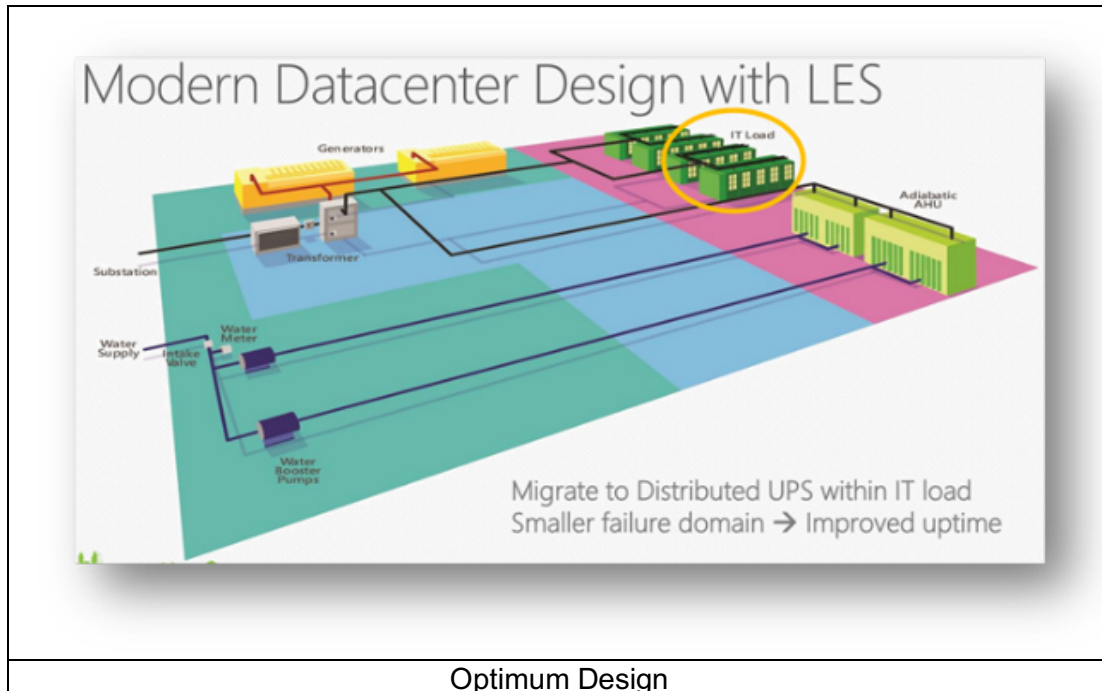 Modern Datacenter Design with LES
Generators
IT Load
Adiabatic
AHU
Substation
Transformer
Water
Supply
Intake
Valve
Water
Meter
Water
Booster
Pumps
Migrate to Distributed UPS within IT load
Smaller failure domain → Improved uptime
Optimum Design